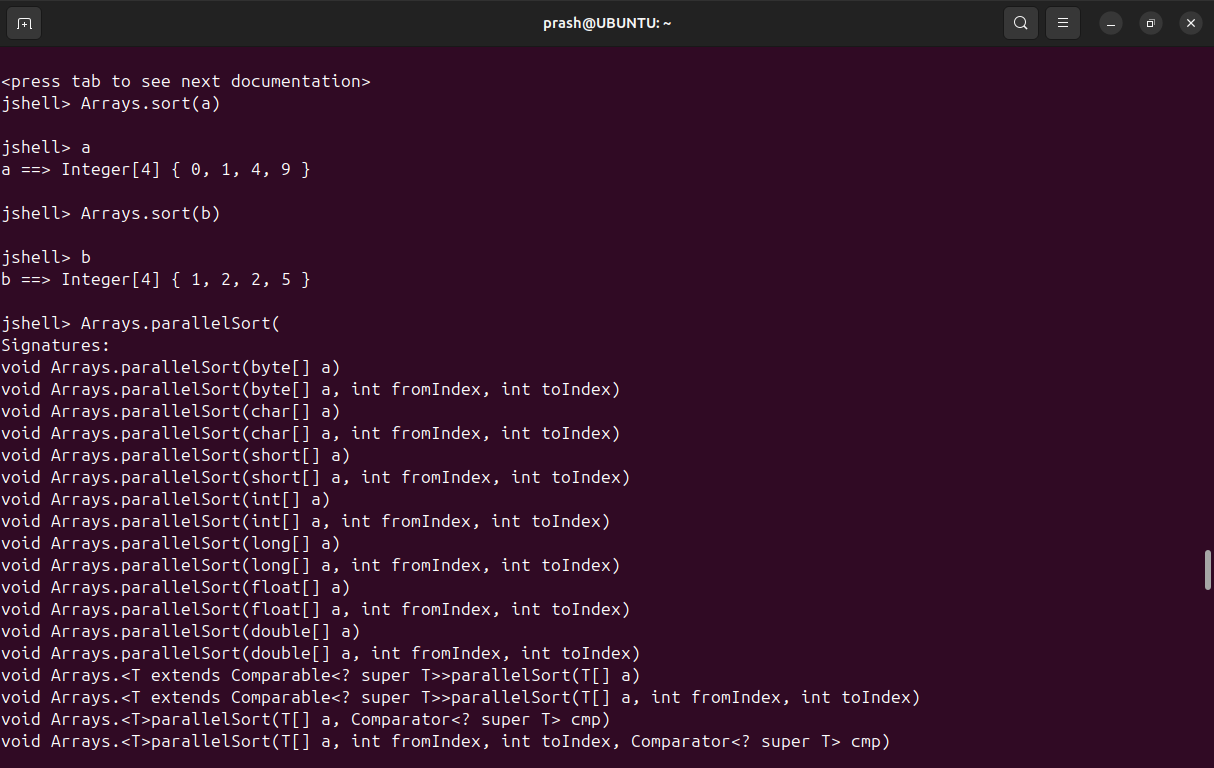 prash@UBUNTU: ~
<press tab to see next documentation>
jshell> Arrays.sort(a)
jshell> a
a ==> Integer[4] { 0, 1, 4, 9 }
jshell> Arrays.sort(b)
jshell> b
b ==> Integer[4] { 1, 2, 2, 5 }
jshell> Arrays.parallelSort(
Signatures:
void Arrays.parallelSort(byte[] a)
void Arrays.parallelSort(byte[] a, int fromIndex, int toIndex)
void Arrays.parallelSort(char[] a)
void Arrays.parallelSort(char[] a, int fromIndex, int toIndex)
void Arrays.parallelSort(short[] a)
void Arrays.parallelSort(short[] a, int fromIndex, int toIndex)
void Arrays.parallelSort(int[] a)
void Arrays.parallelSort(int[] a, int fromIndex, int toIndex)
void Arrays.parallelSort(long[] a)
void Arrays.parallelSort(long[] a, int fromIndex, int toIndex)
void Arrays.parallelSort(float[] a)
void Arrays.parallelSort(float[] a, int fromIndex, int toIndex)
void Arrays.parallelSort(double[] a)
void Arrays.parallelSort(double[] a, int fromIndex, int toIndex)
void Arrays.<T extends Comparable<? super T>>parallelSort(T[] a)
void Arrays.<T extends Comparable<? super T>>parallelSort(T[] a, int fromIndex, int toIndex)
void Arrays.<T>parallelSort(T[] a, Comparator<? super T> cmp)
void Arrays.<T>parallelSort(T[] a, int fromIndex, int toIndex, Comparator<? super T> cmp)